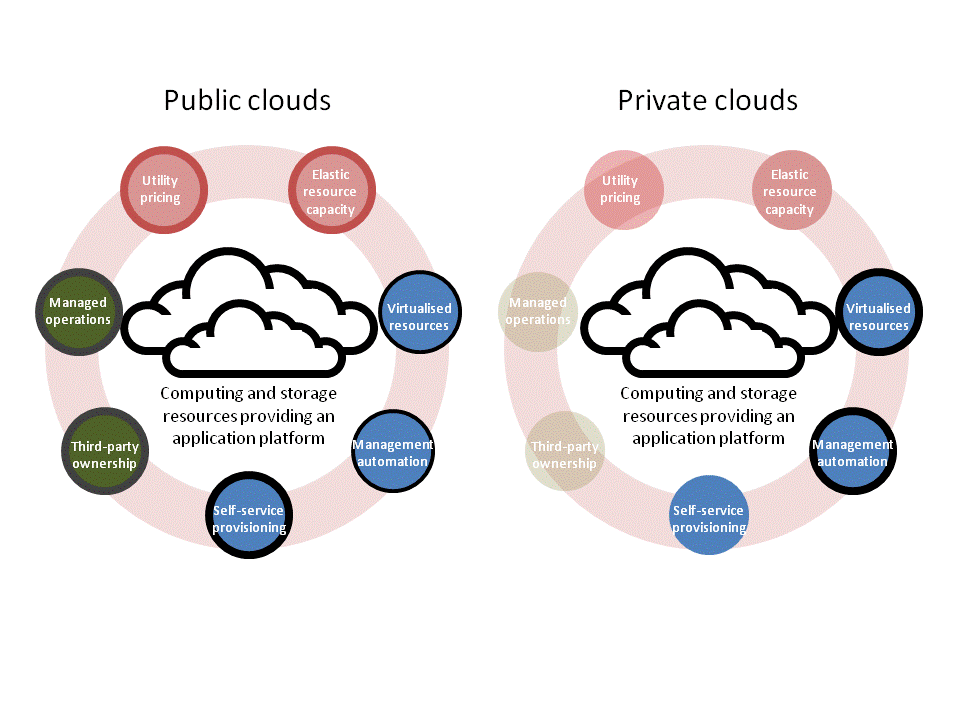 Public clouds
Utility
pricing
Elastic
resource
capacity
Managed
operations
Virtualised
resources
Computing and storage
resources providing an
application platform
Third-party
ownership
Management
automation
Self-service
provisioning
Private clouds
Utility
pricing
Elastic
resource
capacity
Managed
operations
Virtualised
resources
Computing and storage
resources providing an
application platform
Third-party
ownership
Management
automation
Self-service
provisioning